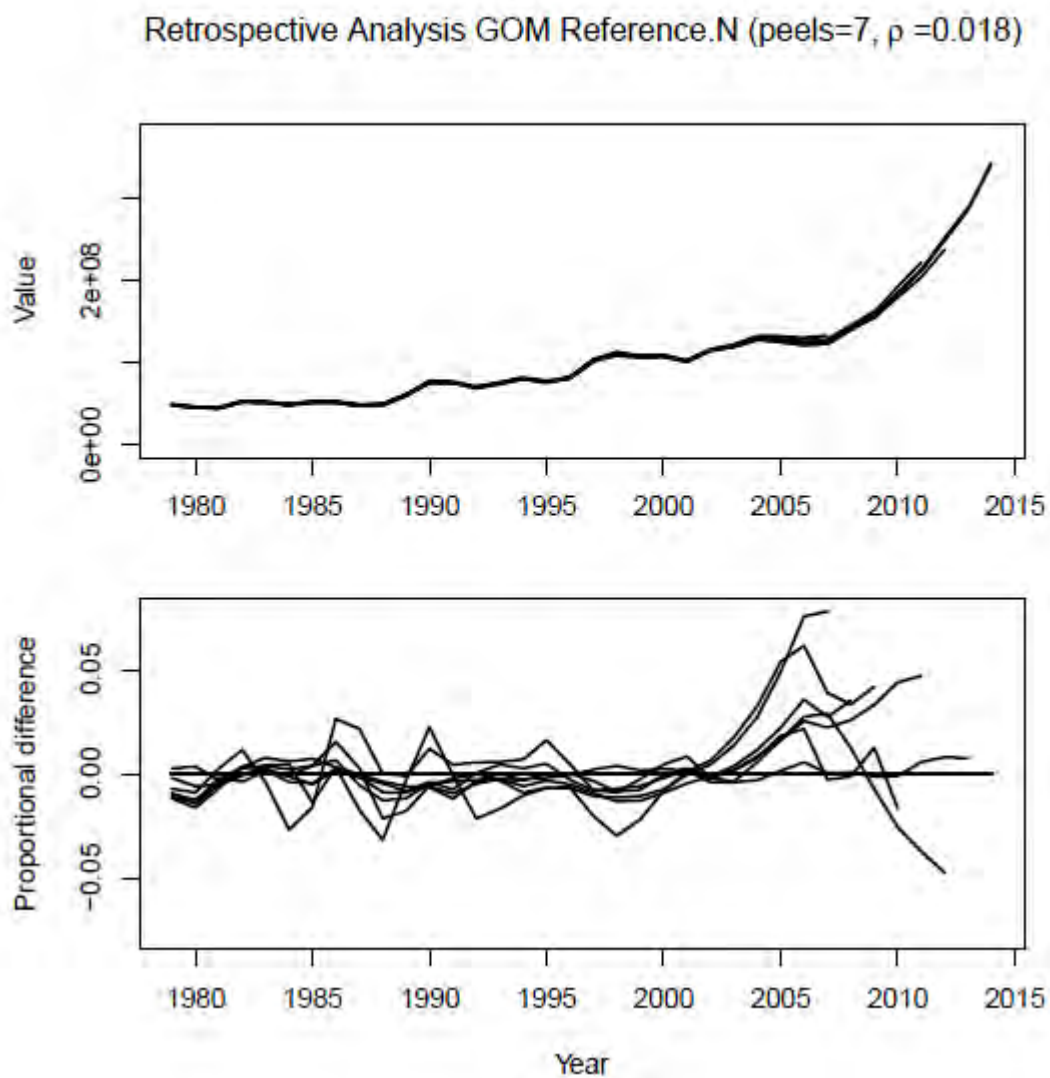 Retrospective Analysis GOM Reference.N (peels=7, ρ =0.018)
Value
2e+08
0e+00
1980 1985 1990 1995 2000 2005 2010 2015
Proportional difference
0.05
0.00
−0.05
1980 1985 1990 1995 2000 2005 2010 2015
Year